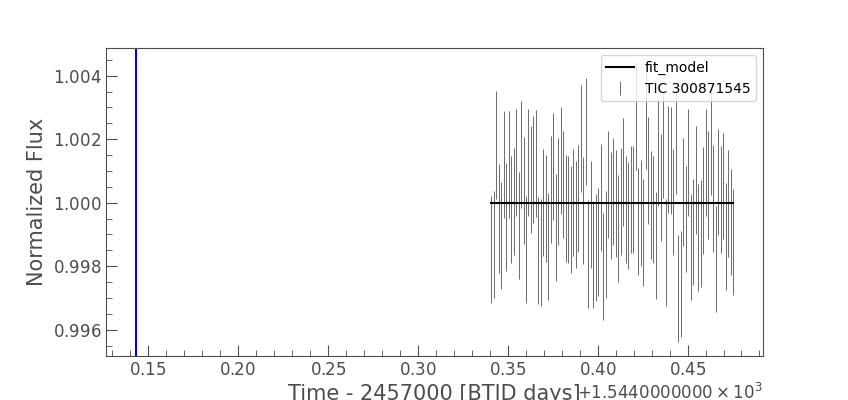 fit_model
TIC 300871545
1.004
1.002
1.000
0.998
0.996
Normalized Flux
0.15 0.20 0.25 0.30 0.35 0.40 0.45
Time - 2457000 [BTJD days]
+1.5440000000 × 10³